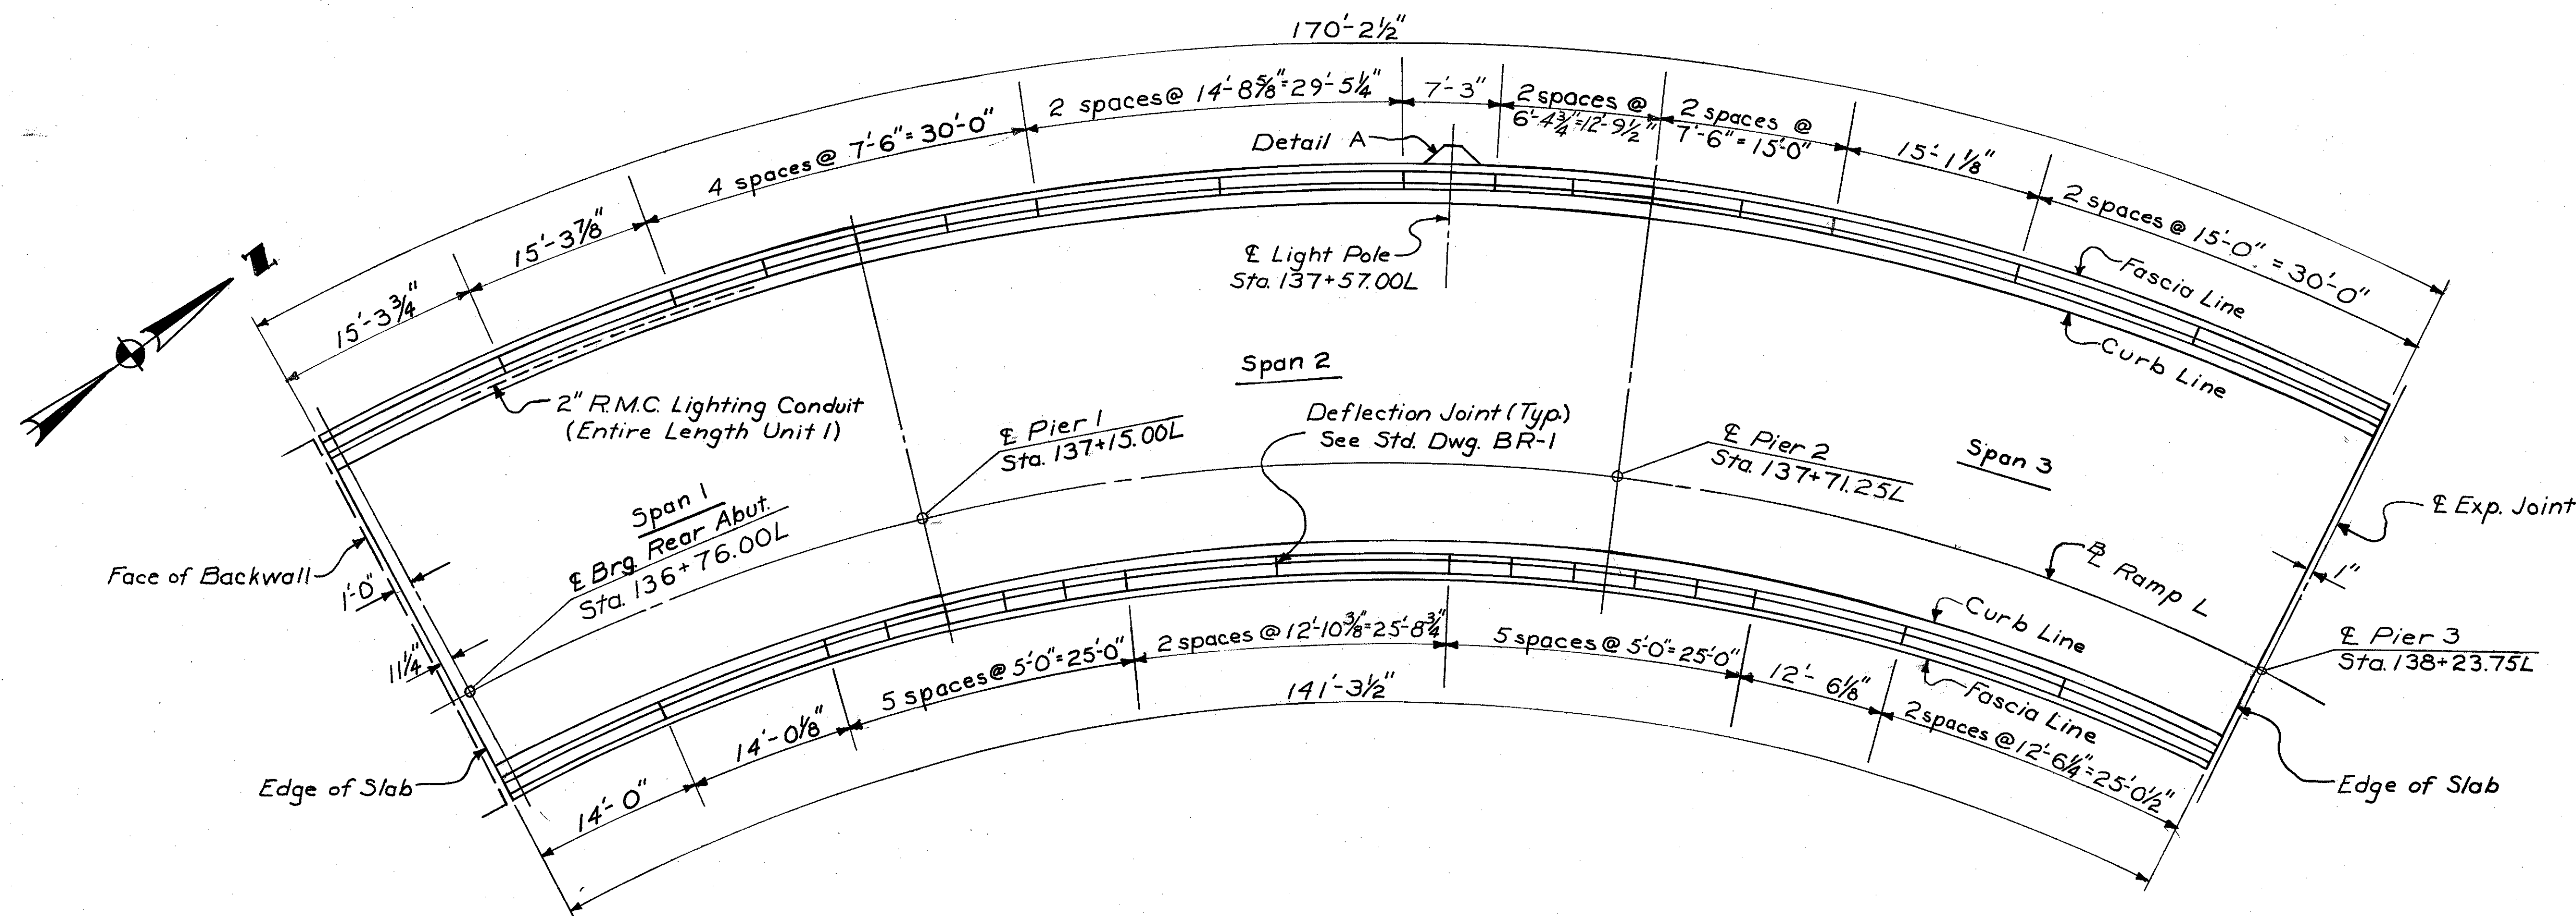 170'-2½"
2 spaces @ 14'-8⅝"=29'-5¼"
7'-3"
2 spaces @
6'-4¾"=12'-9½"
2 spaces @
7'-6"=15'-0"
15'-1⅛"
2 spaces @ 15'-0" = 30'-0"
4 spaces @ 7'-6"=30'-0"
15'-3⅞"
15'-3¾"
Detail A
℄ Light Pole
Sta. 137+57.00L
Fascia Line
Curb Line
Z
Span 2
2" R.M.C. Lighting Conduit
(Entire Length Unit 1)
℄ Pier 1
Sta. 137+15.00L
Deflection Joint (Typ.)
See Std. Dwg. BR-1
℄ Pier 2
Sta. 137+71.25L
Span 3
℄ Exp. Joint
Span 1
℄ Brg. Rear Abut.
Sta. 136+76.00L
Face of Backwall
1'-0"
11¼"
1"
B̲L Ramp L
Curb Line
Fascia Line
℄ Pier 3
Sta. 138+23.75L
5 spaces @ 5'-0"=25'-0"
2 spaces @ 12'-10⅜"=25'-8¾"
5 spaces @ 5'-0"=25'-0"
12'-6⅛"
2 spaces @ 12'-6¼"=25'-0½"
14'-0⅛"
14'-0"
141'-3½"
Edge of Slab
Edge of Slab